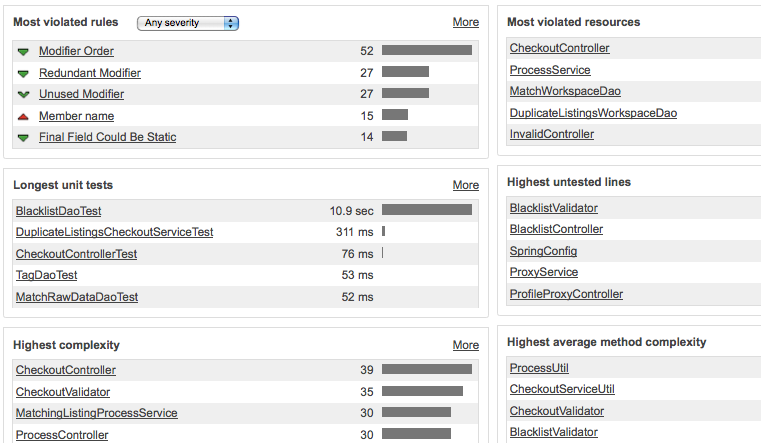 Most violated rules Any severity More
Modifier Order 52
Redundant Modifier 27
Unused Modifier 27
Member name 15
Final Field Could Be Static 14
Longest unit tests More
BlacklistDaoTest 10.9 sec
DuplicateListingsCheckoutServiceTest 311 ms
CheckoutControllerTest 76 ms
TagDaoTest 53 ms
MatchRawDataDaoTest 52 ms
Highest complexity More
CheckoutController 39
CheckoutValidator 35
MatchingListingProcessService 30
ProcessController 30
Most violated resources
CheckoutController
ProcessService
MatchWorkspaceDao
DuplicateListingsWorkspaceDao
InvalidController
Highest untested lines
BlacklistValidator
BlacklistController
SpringConfig
ProxyService
ProfileProxyController
Highest average method complexity
ProcessUtil
CheckoutServiceUtil
CheckoutValidator
BlacklistValidator